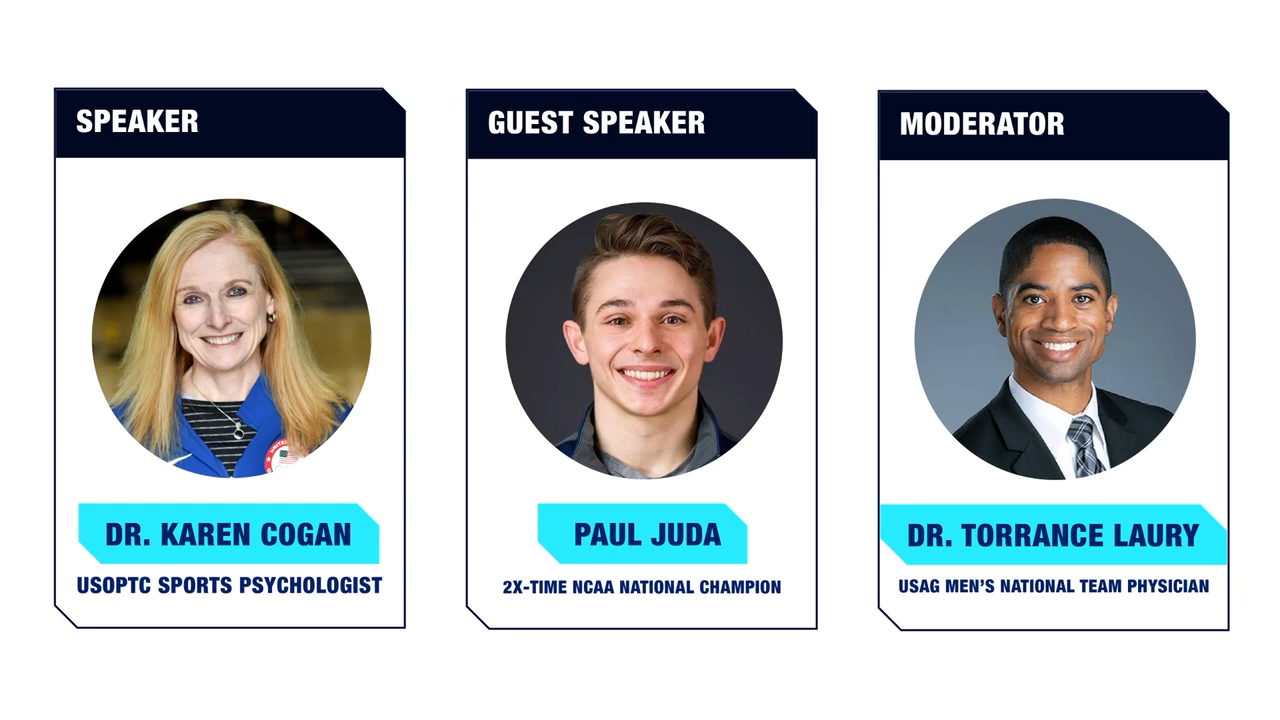 SPEAKER
DR. KAREN COGAN
USOPTC SPORTS PSYCHOLOGIST
GUEST SPEAKER
PAUL JUDA
2X-TIME NCAA NATIONAL CHAMPION
MODERATOR
DR. TORRANCE LAURY
USAG MEN'S NATIONAL TEAM PHYSICIAN